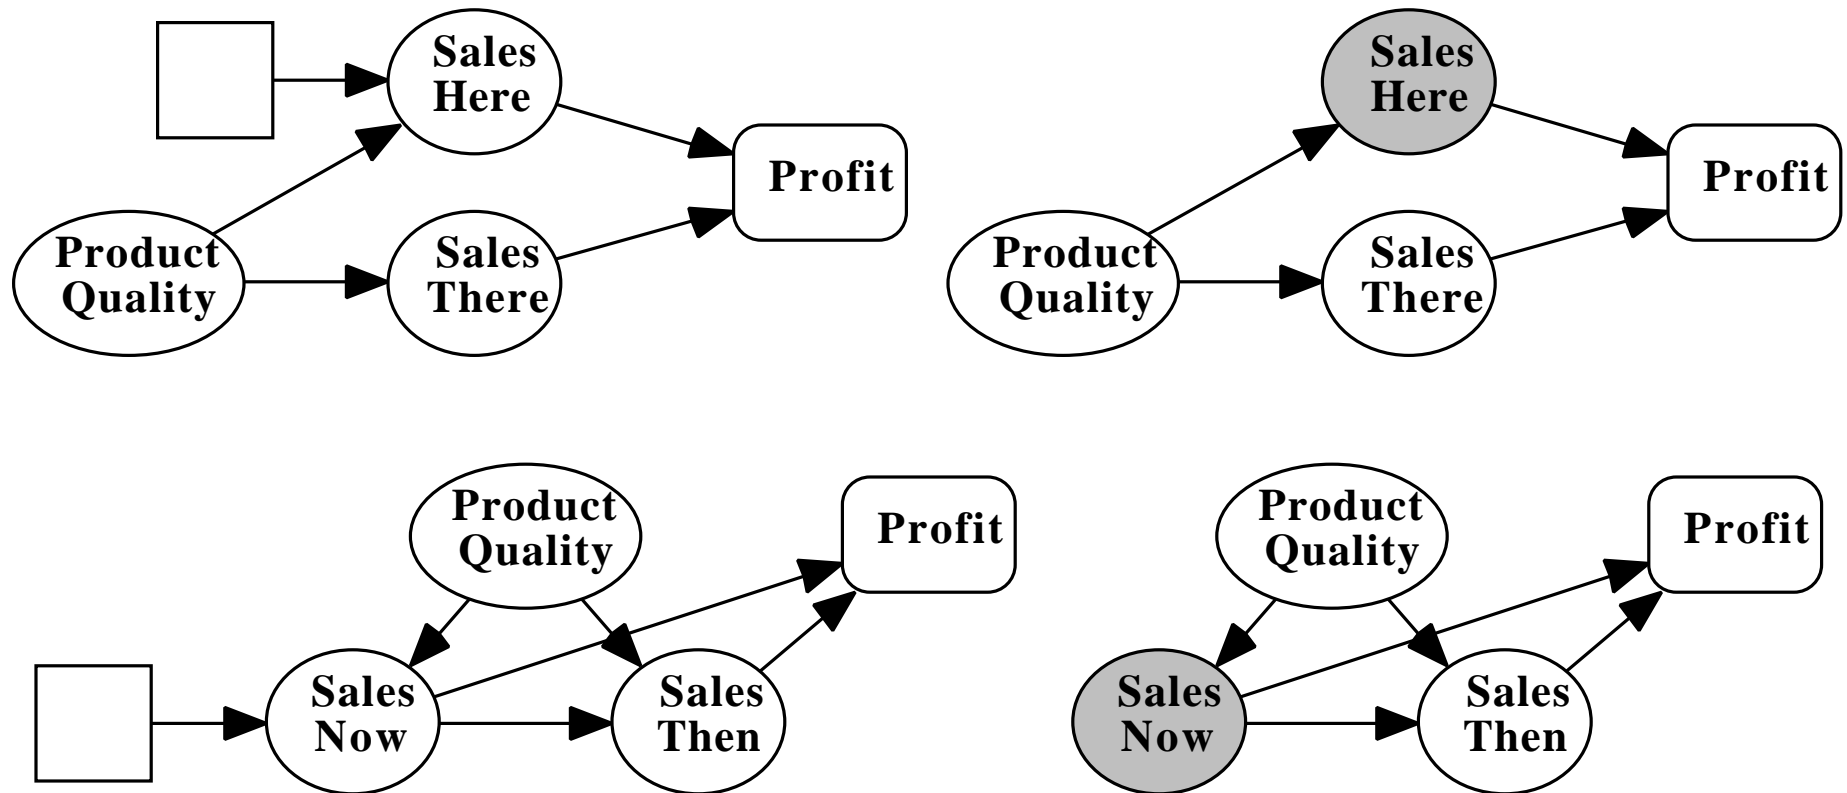 Sales
Here
Profit
Product
Quality
Sales
There
Sales
Here
Profit
Product
Quality
Sales
There
Product
Quality
Profit
Sales
Now
Sales
Then
Product
Quality
Profit
Sales
Now
Sales
Then